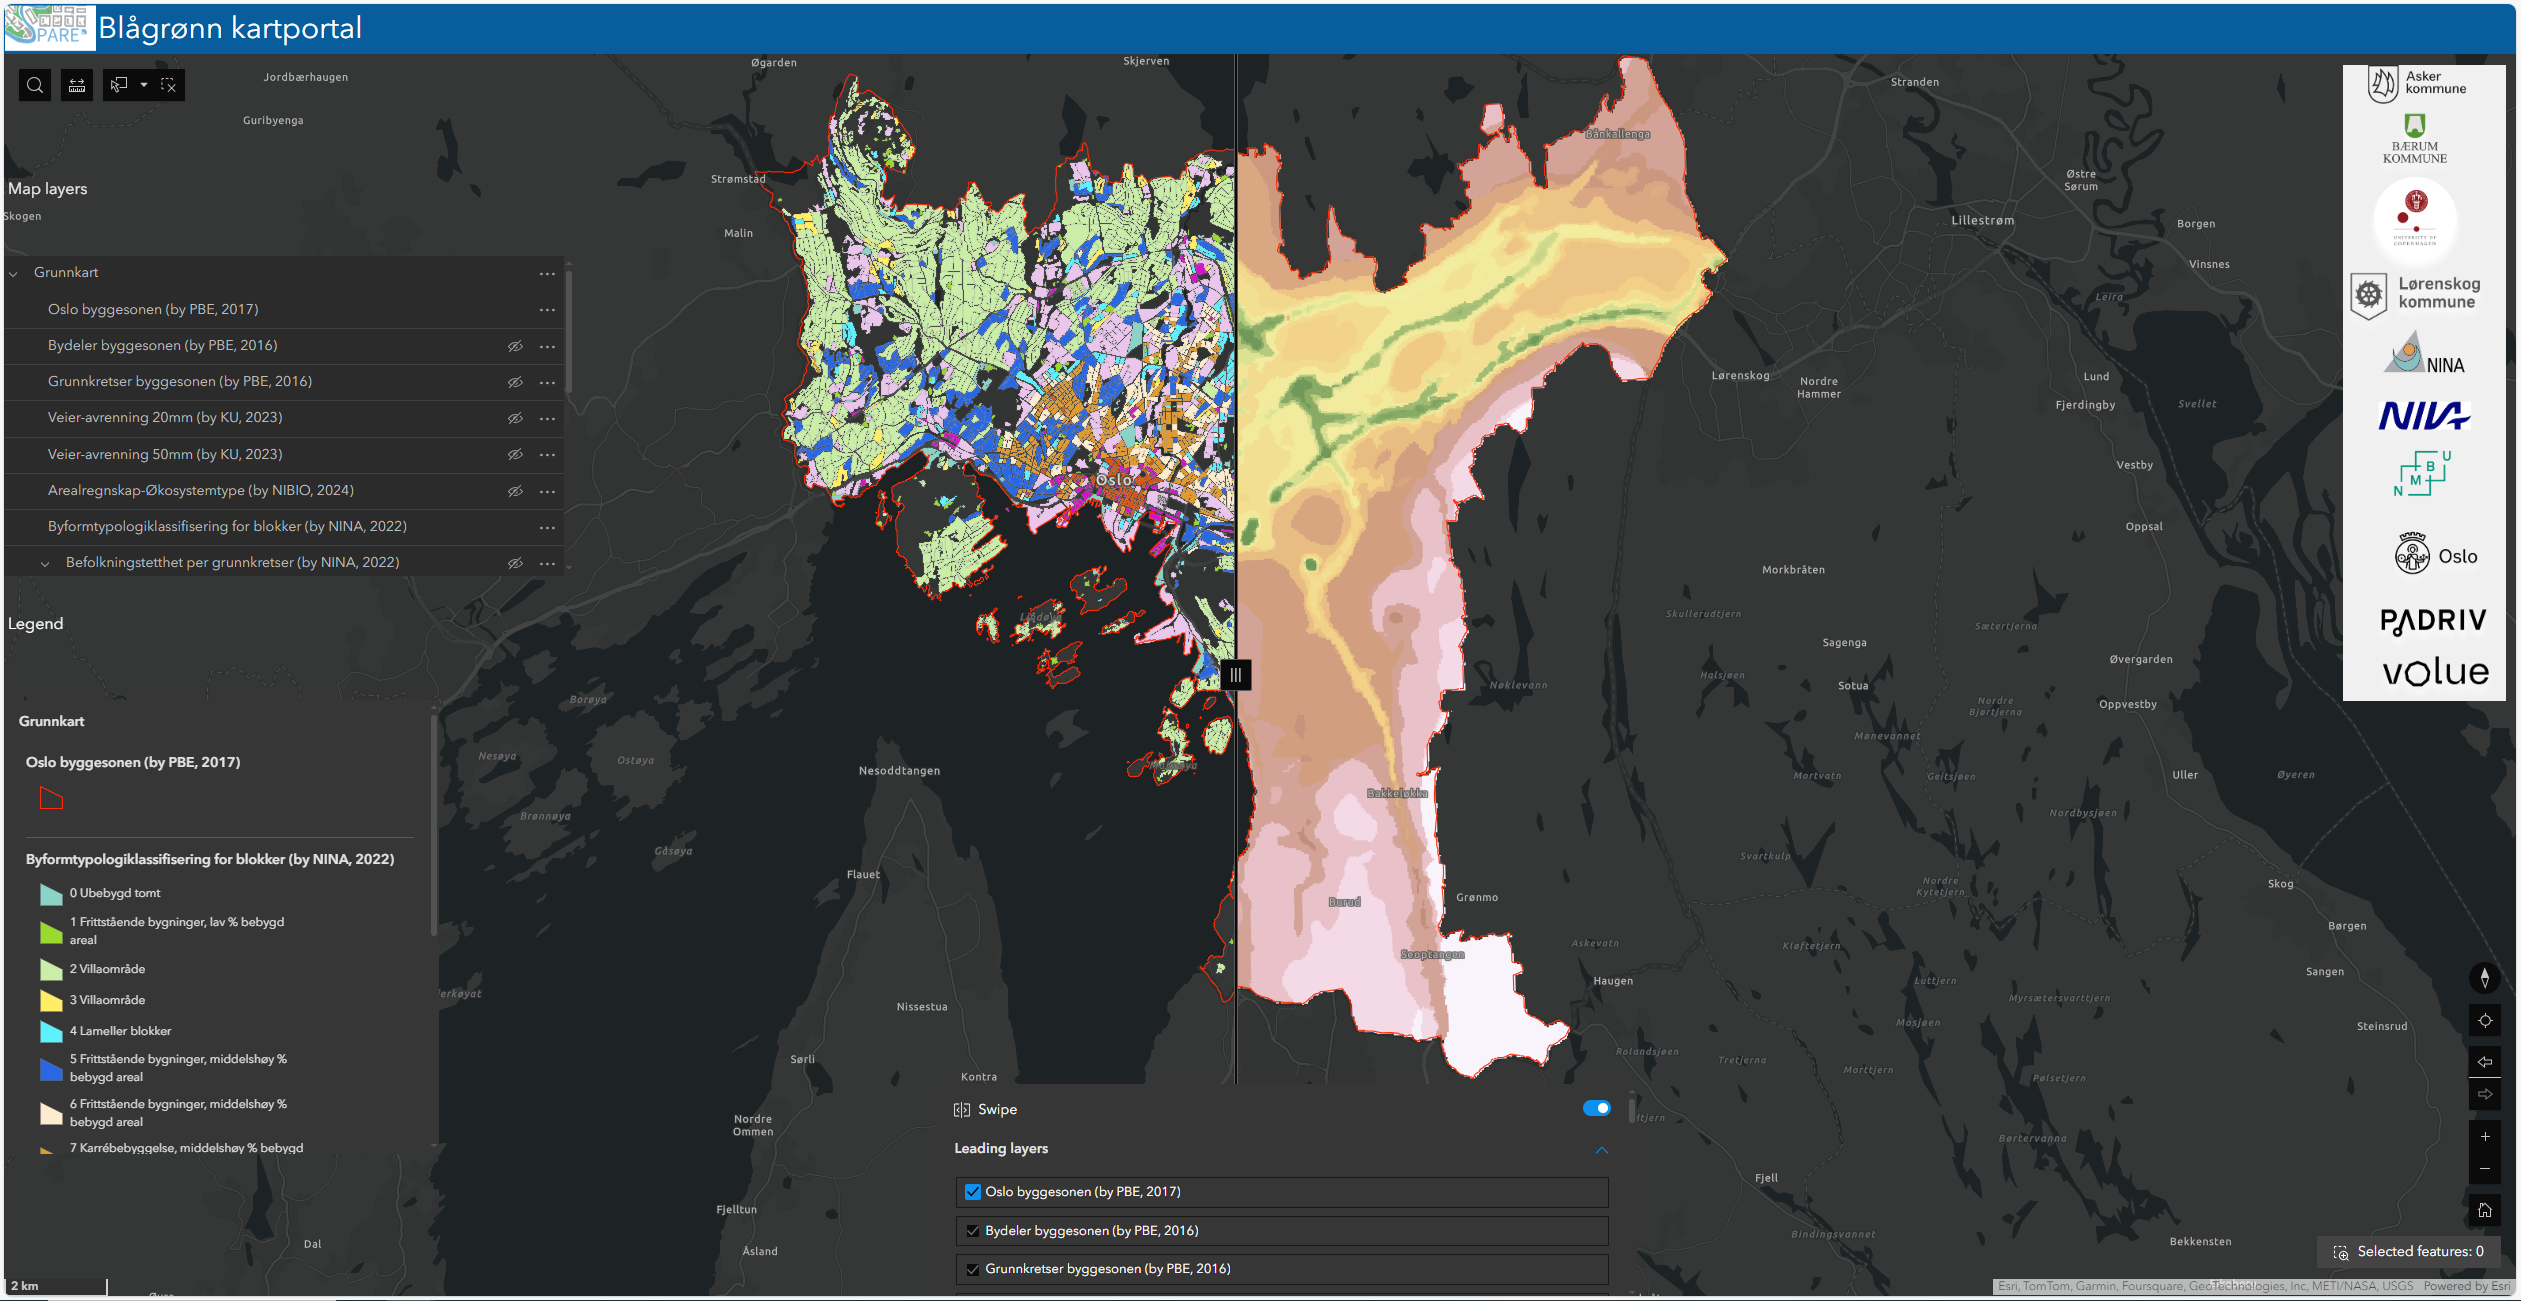 PARE
Blågrønn kartportal
Øgarden
Skjerven
Jordbærhaugen
Guribyenga
Stranden
Bånkallenga
Strømstad
Malin
Østre
Sørum
Lillestrøm
Borgen
Vinsnes
Leira
Map layers
Skogen
Grunnkart
Oslo byggesonen (by PBE, 2017)
Bydeler byggesonen (by PBE, 2016)
Grunnkretser byggesonen (by PBE, 2016)
Veier-avrenning 20mm (by KU, 2023)
Veier-avrenning 50mm (by KU, 2023)
Arealregnskap-Økosystemtype (by NIBIO, 2024)
Byformtypologiklassifisering for blokker (by NINA, 2022)
Befolkningstetthet per grunnkretser (by NINA, 2022)
Asker
kommune
BÆRUM
KOMMUNE
UNIVERSITY OF
COPENHAGEN
Lørenskog
kommune
NINA
NIVA
N M B U
Oslo
PADRIV
volue
Lørenskog
Nordre
Hammer
Lund
Fjerdingby
Svellet
Vestby
Oppsal
Oslo
Morkbråten
Skullerudtjern
Sætertjerna
Sagenga
Øvergarden
Nøklevann
Halsjøen
Sotua
Nordre
Bjørtjerna
Oppvestby
Mønevannet
Mortvatn
Geitsjøen
Uller
Øyeren
Nordbysjøen
Svartkulp
Nordre
Kytetjern
Skog
Børgen
Sangen
Steinsrud
Lindøya
Malmøya
Bakkeløkka
Burud
Grønmo
Seoptangen
Askevatn
Kløftetjern
Haugen
Luttjern
Myrsætersvarttjern
Mosjøen
Rolandsjøen
Tretjerna
Morttjern
Pølsetjern
ftjern
Børtervanna
Fjell
Bindingsvannet
Bekkensten
Borøya
Nesøya
Ostøya
Brønnøya
Gåsøya
Nesoddtangen
Flauet
erkøyat
Nissestua
Sørli
Kontra
Nordre
Ommen
Fjelltun
Åsland
Dal
Legend
Grunnkart
Oslo byggesonen (by PBE, 2017)
Byformtypologiklassifisering for blokker (by NINA, 2022)
0 Ubebygd tomt
1 Frittstående bygninger, lav % bebygd
areal
2 Villaområde
3 Villaområde
4 Lameller blokker
5 Frittstående bygninger, middelshøy %
bebygd areal
6 Frittstående bygninger, middelshøy %
bebygd areal
7 Karrébebyggelse, middelshøy % bebygd
Swipe
Leading layers
Oslo byggesonen (by PBE, 2017)
Bydeler byggesonen (by PBE, 2016)
Grunnkretser byggesonen (by PBE, 2016)
2 km
Selected features: 0
Esri, TomTom, Garmin, Foursquare, GeoTechnologies, Inc, METI/NASA, USGS
Powered by Esri